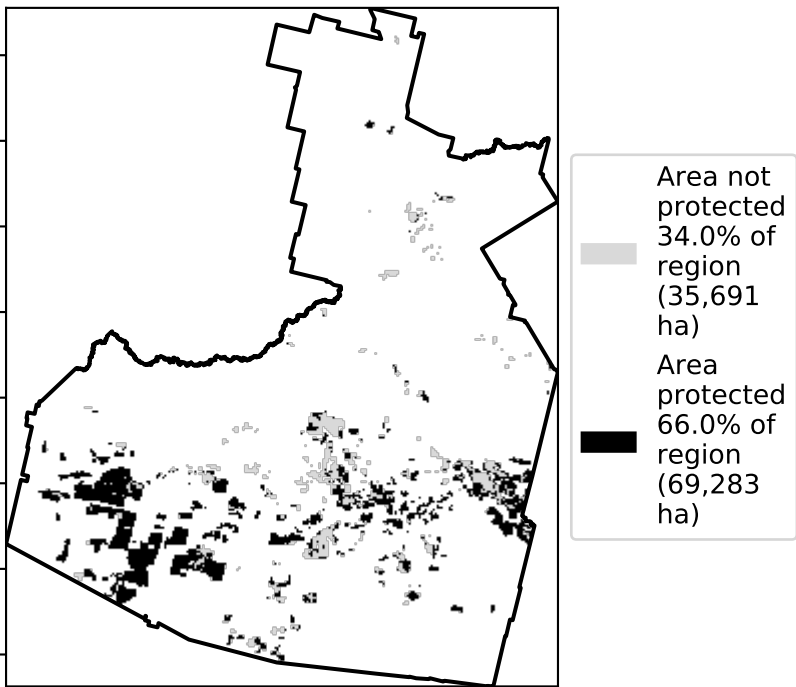 Area not
protected
34.0% of
region
(35,691
ha)
Area
protected
66.0% of
region
(69,283
ha)